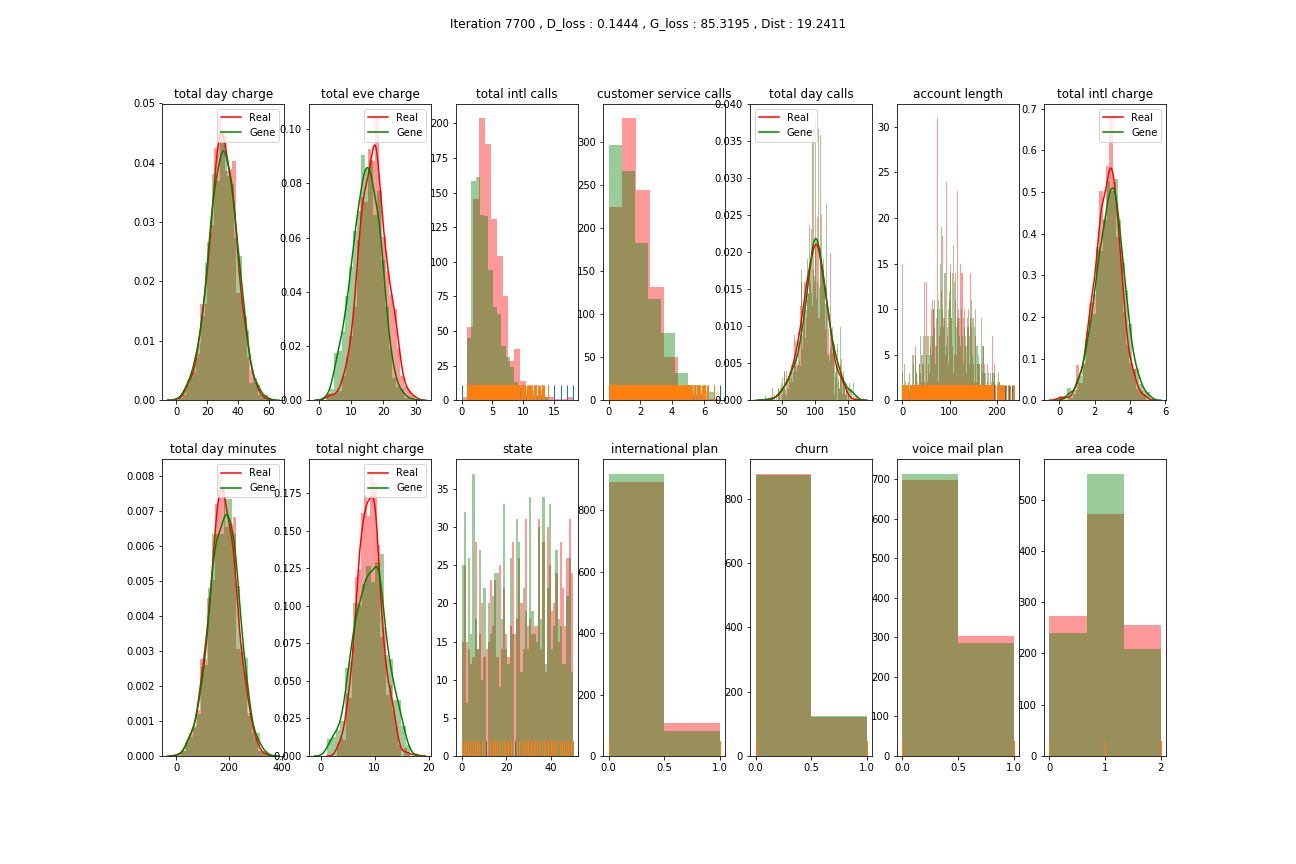 Iteration 7700 , D_loss : 0.1444 , G_loss : 85.3195 , Dist : 19.2411
total day charge
0.05
0.04
0.03
0.02
0.01
0.00
0 20 40 60
Real
Gene
total eve charge
0.10
0.08
0.06
0.04
0.02
0.00
0 10 20 30
Real
Gene
total intl calls
200
175
150
125
100
75
50
25
0
0 5 10 15
customer service calls
300
250
200
150
100
50
0
0 2 4 6
total day calls
0.040
0.035
0.030
0.025
0.020
0.015
0.010
0.005
0.000
50 100 150
Real
Gene
account length
30
25
20
15
10
5
0
0 100 200
total intl charge
0.7
0.6
0.5
0.4
0.3
0.2
0.1
0.0
0 2 4 6
Real
Gene
total day minutes
0.008
0.007
0.006
0.005
0.004
0.003
0.002
0.001
0.000
0 200 400
Real
Gene
total night charge
0.175
0.150
0.125
0.100
0.075
0.050
0.025
0.000
0 10 20
Real
Gene
state
35
30
25
20
15
10
5
0
0 20 40
international plan
800
600
400
200
0
0.0 0.5 1.0
churn
800
600
400
200
0
0.0 0.5 1.0
voice mail plan
700
600
500
400
300
200
100
0
0.0 0.5 1.0
area code
500
400
300
200
100
0
0 1 2